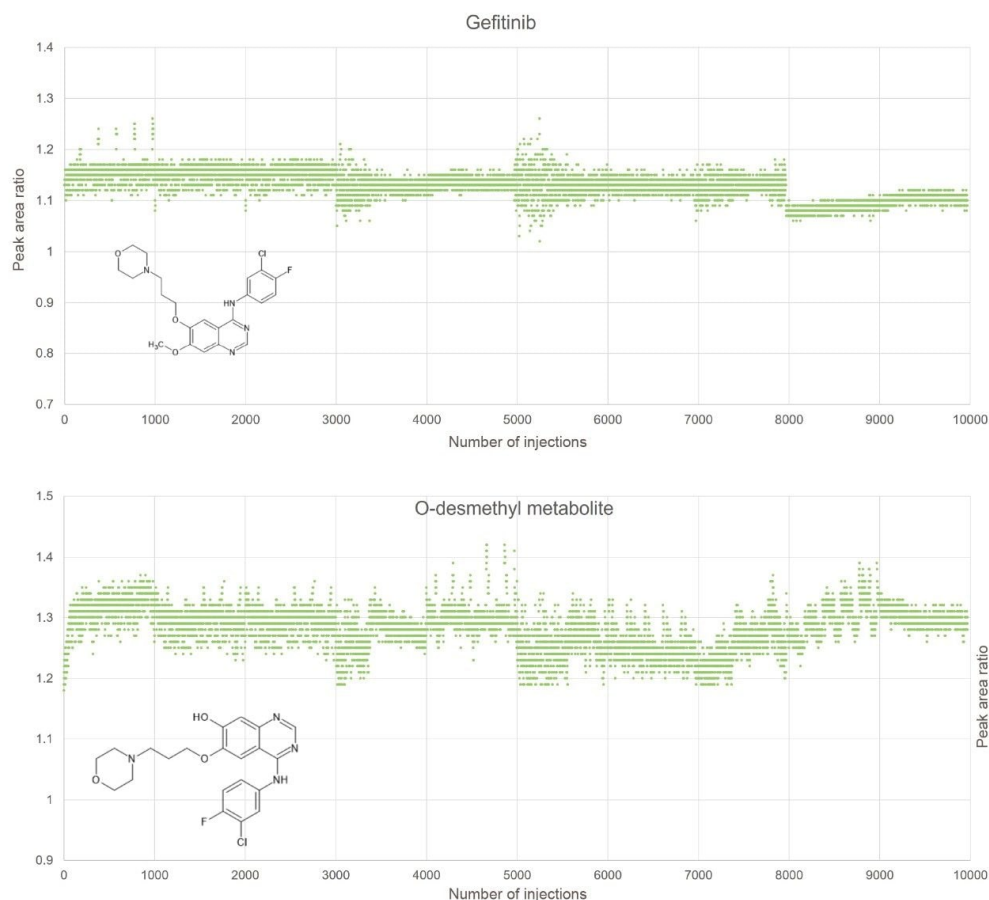 Gefitinib
1.4
1.3
1.2
1.1
1
0.9
0.8
0.7
Peak area ratio
O
N
O
H₃C
O
HN
Cl
F
N
N
0 1000 2000 3000 4000 5000 6000 7000 8000 9000 10000
Number of injections
O-desmethyl metabolite
1.5
1.4
1.3
1.2
1.1
1
0.9
Peak area ratio
HO
N
N
O
N
O
NH
F
Cl
0 1000 2000 3000 4000 5000 6000 7000 8000 9000 10000
Number of injections